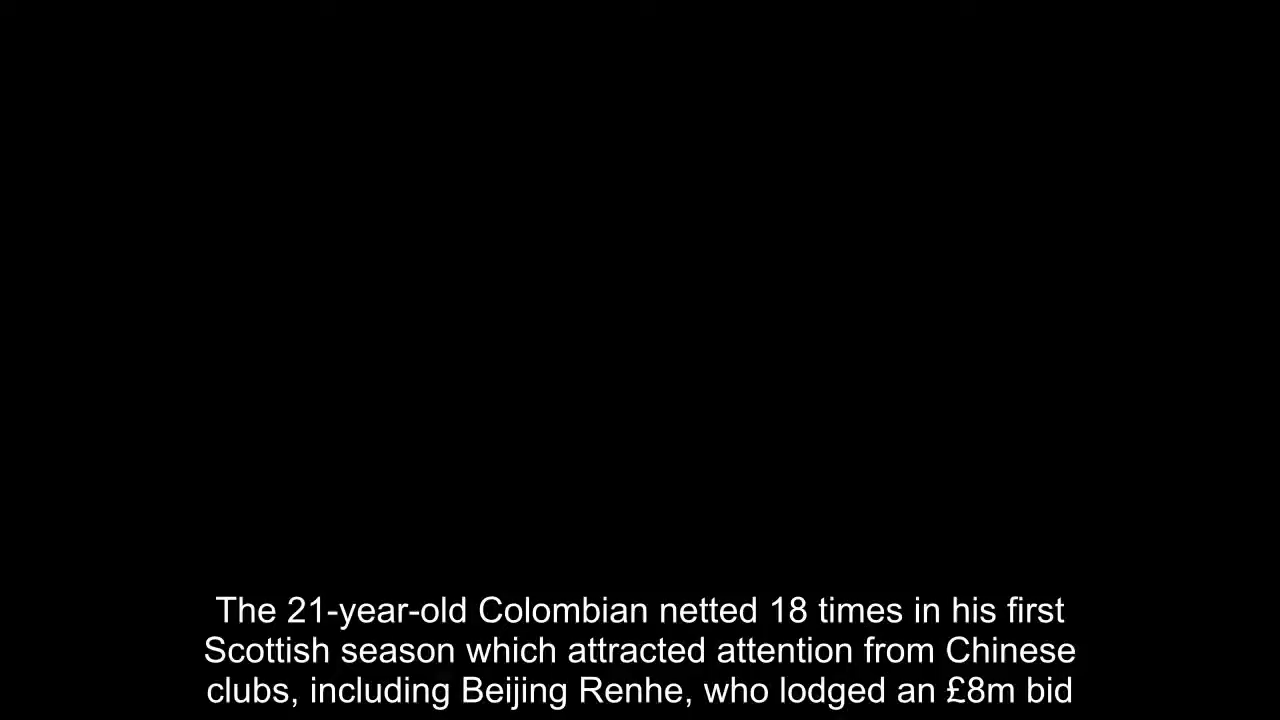 The 21-year-old Colombian netted 18 times in his first
Scottish season which attracted attention from Chinese
clubs, including Beijing Renhe, who lodged an £8m bid